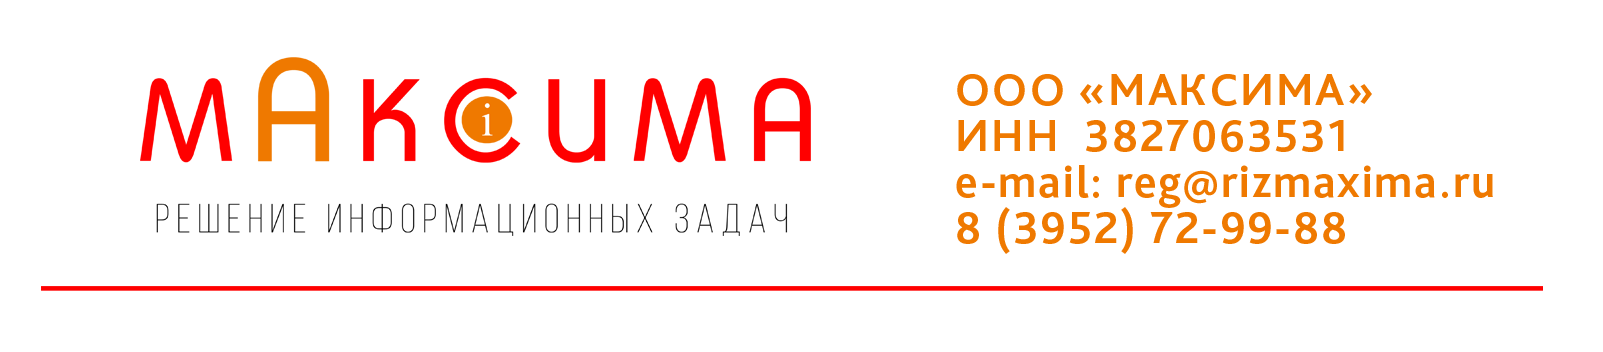 МАКСИМА
РЕШЕНИЕ ИНФОРМАЦИОННЫХ ЗАДАЧ
ООО «МАКСИМА»
ИНН 3827063531
e-mail: reg@rizmaxima.ru
8 (3952) 72-99-88